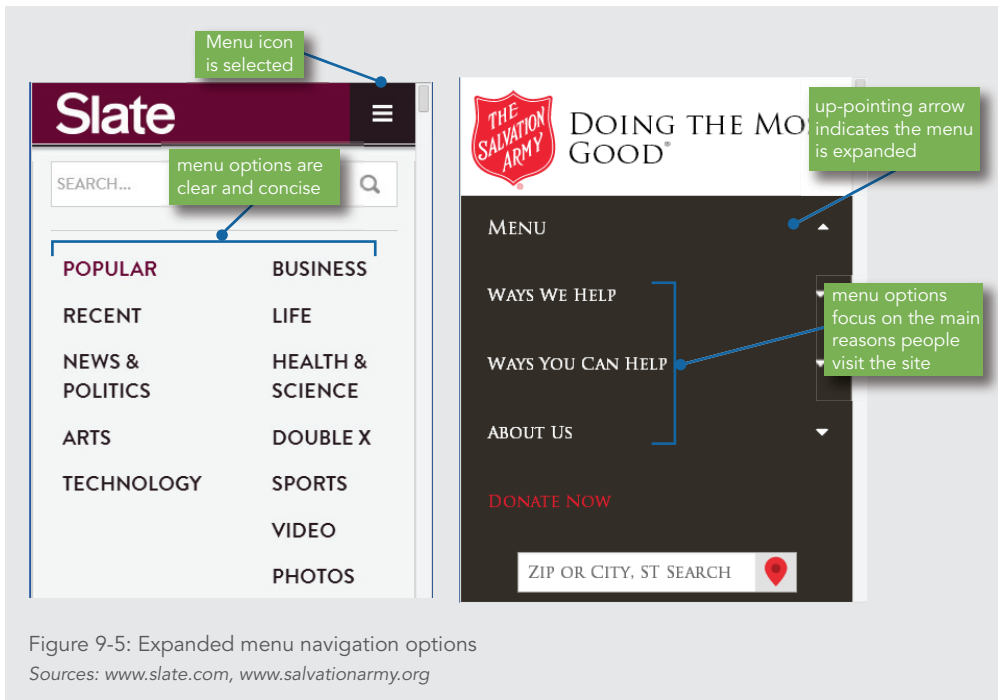 Menu icon
is selected
Slate
menu options are
clear and concise
SEARCH...
POPULAR
RECENT
NEWS &
POLITICS
ARTS
TECHNOLOGY
BUSINESS
LIFE
HEALTH &
SCIENCE
DOUBLE X
SPORTS
VIDEO
PHOTOS
THE
SALVATION
ARMY
DOING THE MO
GOOD®
up-pointing arrow
indicates the menu
is expanded
MENU
WAYS WE HELP
WAYS YOU CAN HELP
ABOUT US
menu options
focus on the main
reasons people
visit the site
DONATE NOW
ZIP OR CITY, ST SEARCH
Figure 9-5: Expanded menu navigation options
Sources: www.slate.com, www.salvationarmy.org